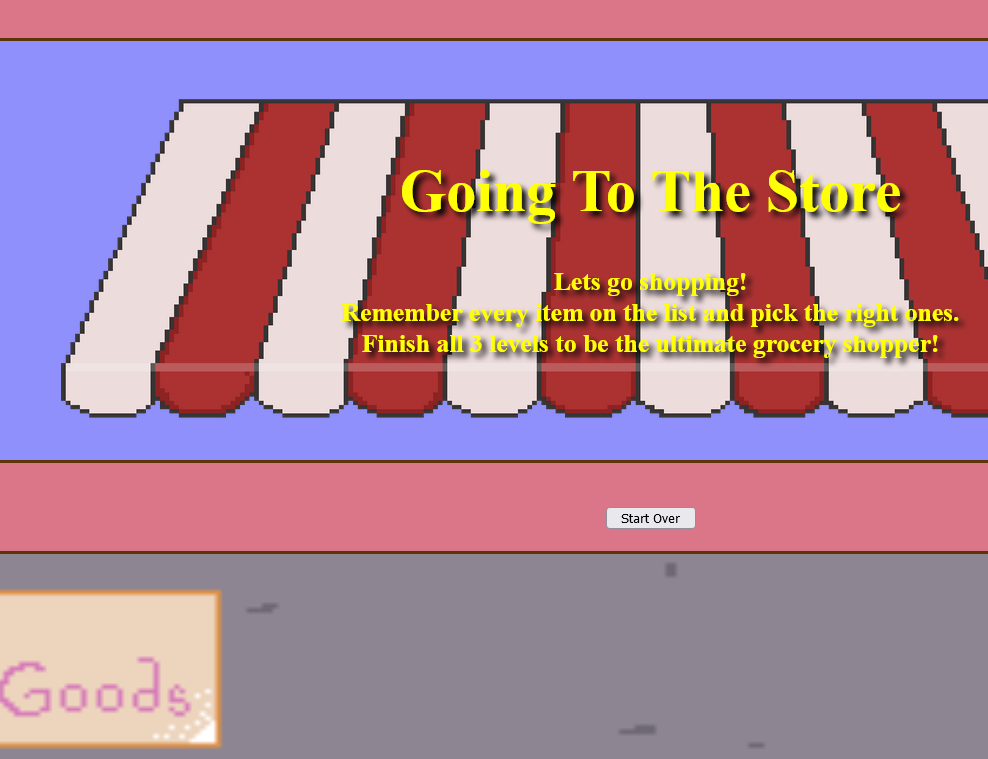 Going To The Store
Lets go shopping!
Remember every item on the list and pick the right ones.
Finish all 3 levels to be the ultimate grocery shopper!
Start Over
Goods